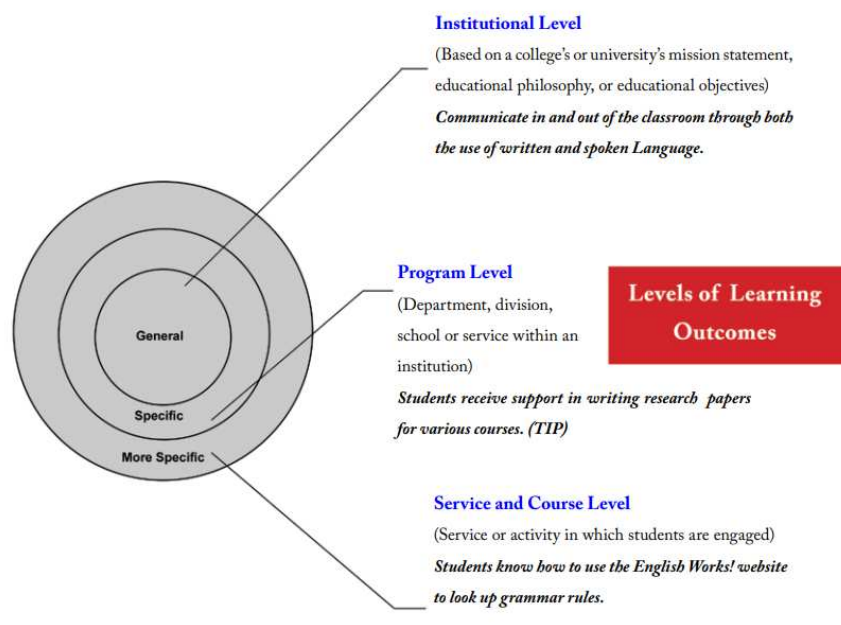 Institutional Level
(Based on a college's or university's mission statement,
educational philosophy, or educational objectives)
Communicate in and out of the classroom through both
the use of written and spoken Language.
Program Level
(Department, division,
school or service within an
institution)
Students receive support in writing research papers
for various courses. (TIP)
Levels of Learning
Outcomes
General
Specific
More Specific
Service and Course Level
(Service or activity in which students are engaged)
Students know how to use the English Works! website
to look up grammar rules.